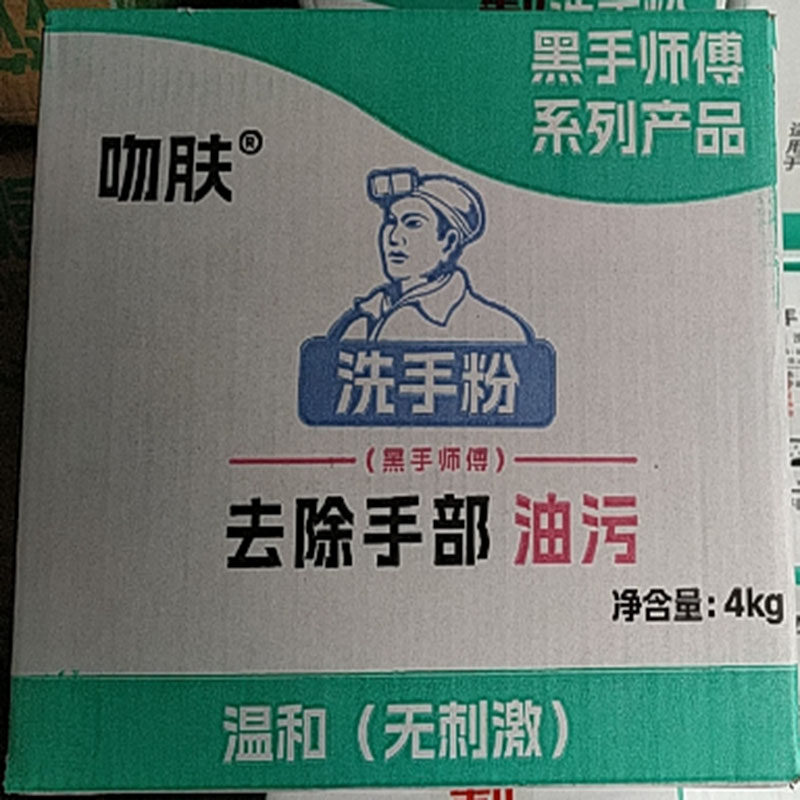 黑手师傅
系列产品
吻肤®
洗手粉
(黑手师傅)
去除手部 油污
净含量:4kg
温和(无刺激)